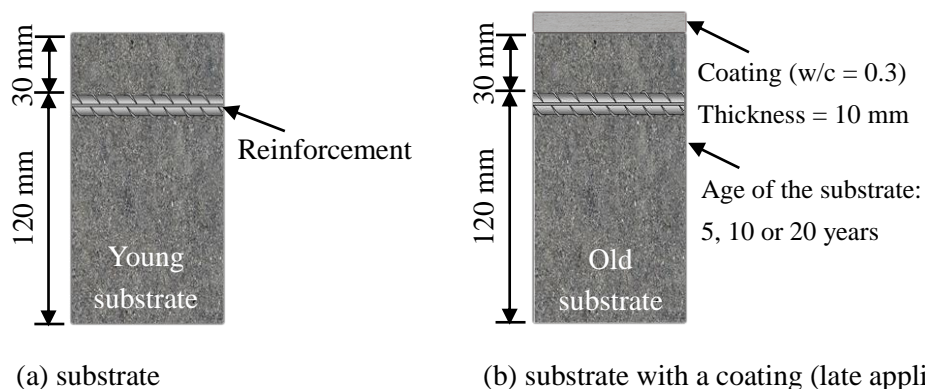 30 mm
120 mm
Reinforcement
Young
substrate
(a) substrate
30 mm
120 mm
Coating (w/c = 0.3)
Thickness = 10 mm
Age of the substrate:
5, 10 or 20 years
Old
substrate
(b) substrate with a coating (late appli